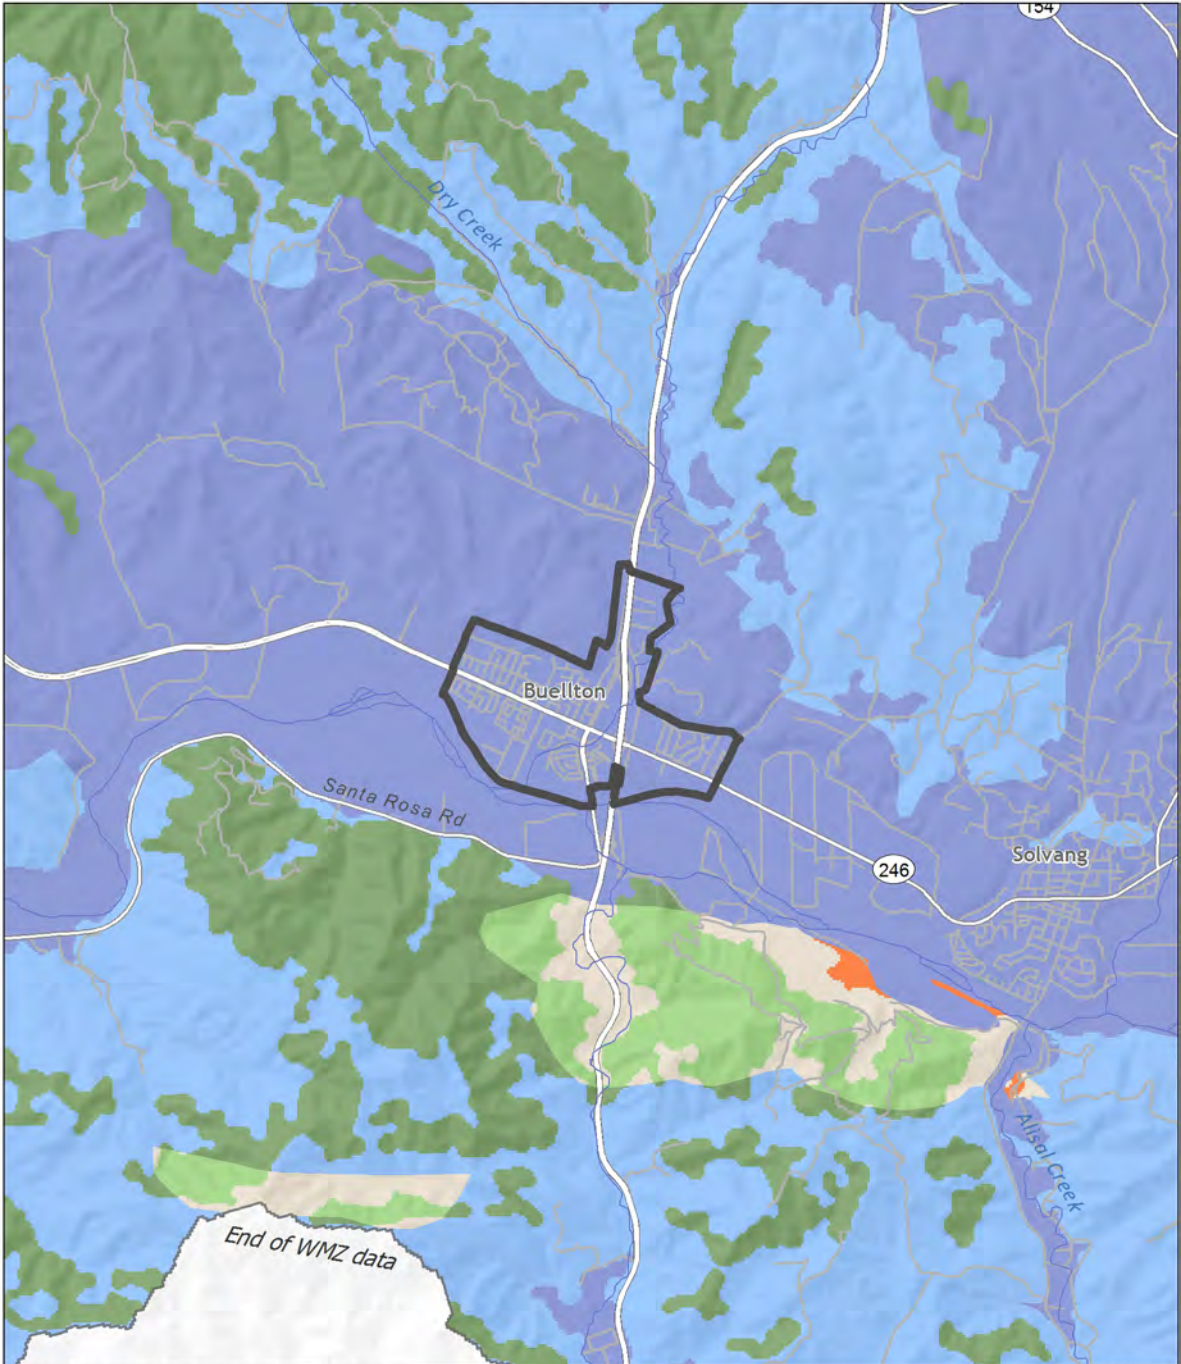 154
Dry Creek
Buellton
Santa Rosa Rd
Solvang
246
Alisal Creek
End of WMZ data